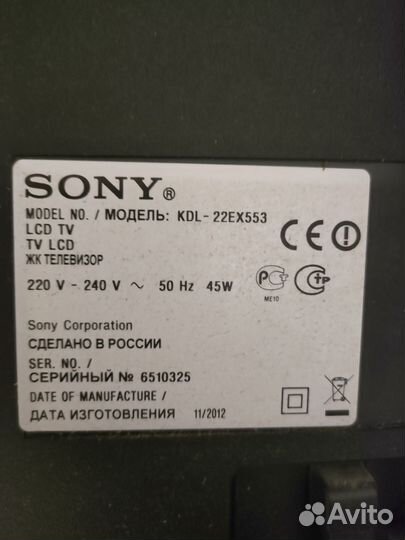 SONY®
MODEL NO. / МОДЕЛЬ: KDL-22EX553
LCD TV
TV LCD
ЖК ТЕЛЕВИЗОР
CE
220 V - 240 V ~ 50 Hz 45W
МЕ10
Sony Corporation
СДЕЛАНО В РОССИИ
SER. NO. /
СЕРИЙНЫЙ № 6510325
DATE OF MANUFACTURE /
ДАТА ИЗГОТОВЛЕНИЯ 11/2012
Avito